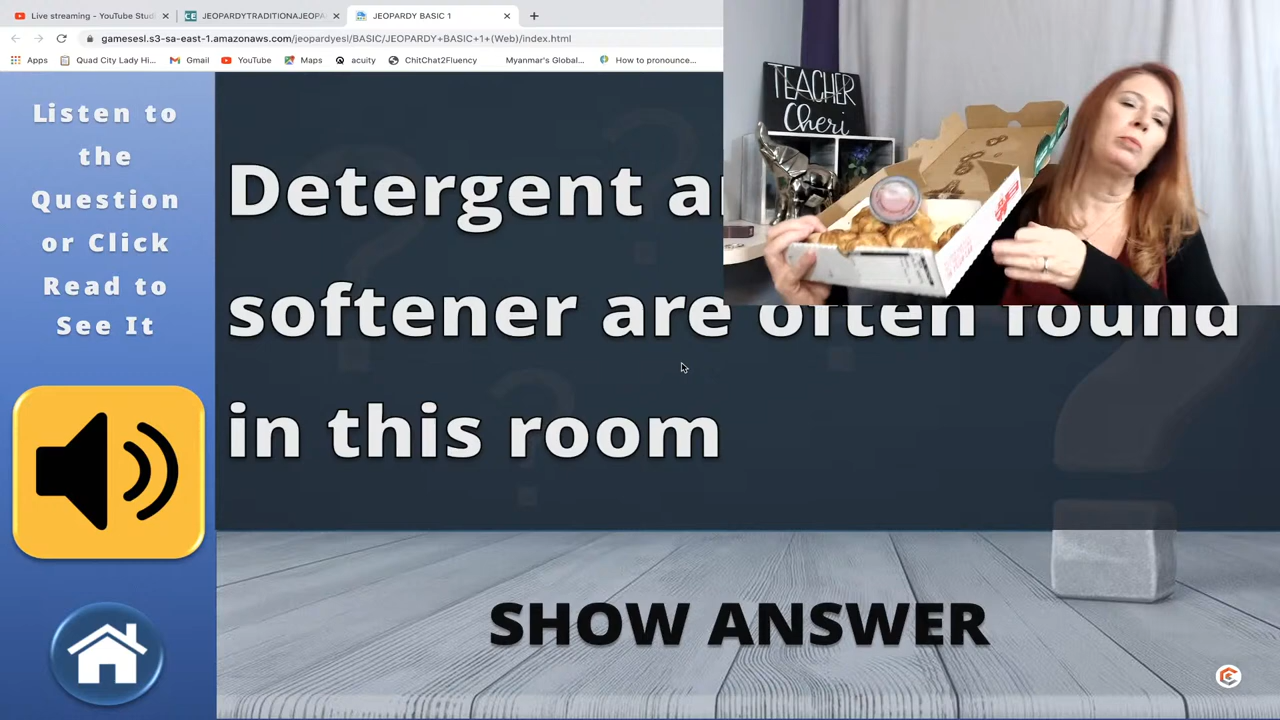 Live streaming - YouTube Stud
JEOPARDYTRADITIONAJEOPA
JEOPARDY BASIC 1
gamesesl.s3-sa-east-1.amazonaws.com/jeopardyesl/BASIC/JEOPARDY+BASIC+1+(Web)/index.html
Apps
Quad City Lady Hi...
Gmail
YouTube
Maps
acuity
ChitChat2Fluency
Myanmar's Global...
How to pronounce...
TEACHER
Cheri
Listen to
the
Question
or Click
Read to
See It
Detergent a
softener are often found
in this room
SHOW ANSWER